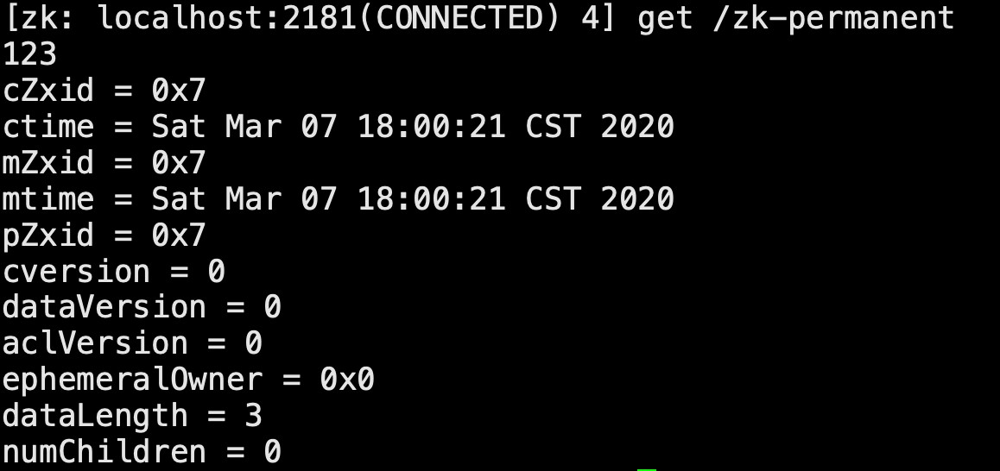 [zk: localhost:2181(CONNECTED) 4] get /zk-permanent
123
cZxid = 0x7
ctime = Sat Mar 07 18:00:21 CST 2020
mZxid = 0x7
mtime = Sat Mar 07 18:00:21 CST 2020
pZxid = 0x7
cversion = 0
dataVersion = 0
aclVersion = 0
ephemeralOwner = 0x0
dataLength = 3
numChildren = 0